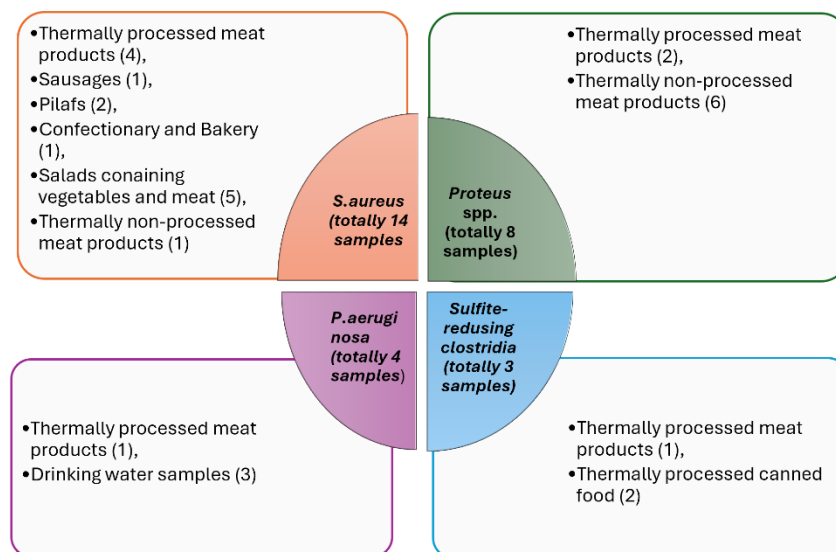 •Thermally processed meat
products (4),
•Sausages (1),
•Pilafs (2),
•Confectionary and Bakery
(1),
•Salads conaining
vegetables and meat (5),
•Thermally non-processed
meat products (1)
S.aureus
(totally 14
samples
•Thermally processed meat
products (2),
•Thermally non-processed
meat products (6)
Proteus
spp.
(totally 8
samples)
P.aerugi
nosa
(totally 4
samples)
•Thermally processed meat
products (1),
•Drinking water samples (3)
Sulfite-
redusing
clostridia
(totally 3
samples)
•Thermally processed meat
products (1),
•Thermally processed canned
food (2)